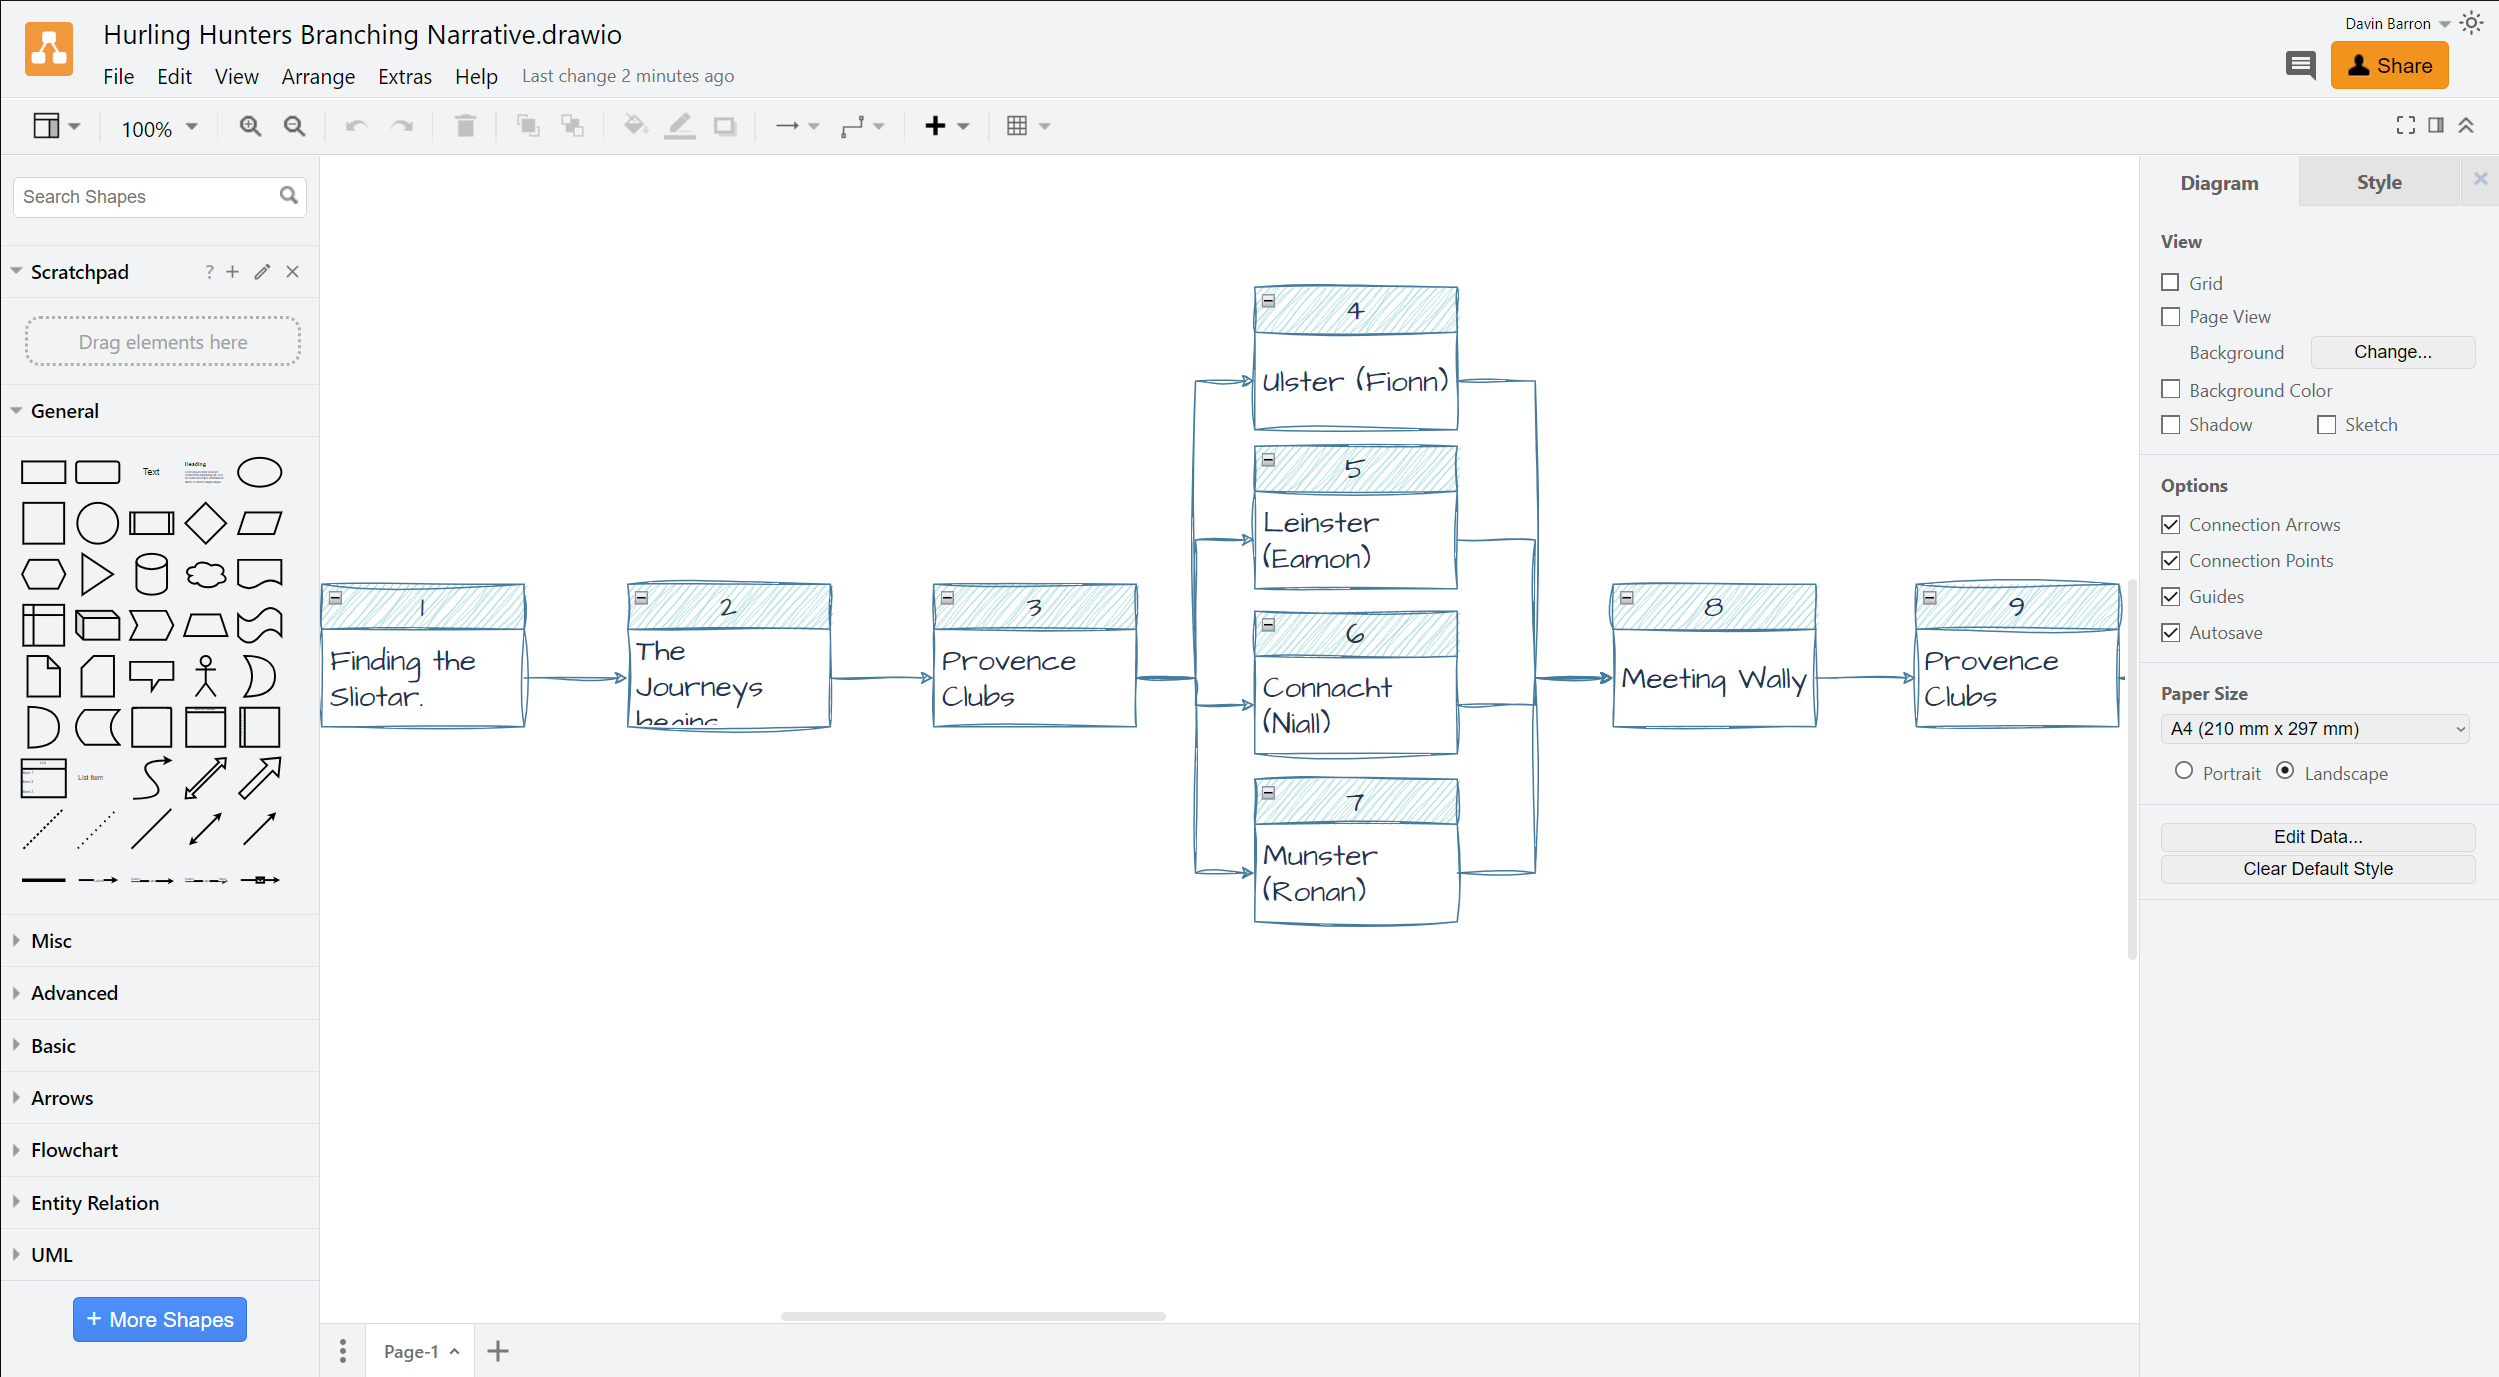 Hurling Hunters Branching Narrative.drawio
File Edit View Arrange Extras Help Last change 2 minutes ago
Davin Barron
Share
100%
Search Shapes
Scratchpad
?
Drag elements here
General
Text
Heading
List Item
Misc
Advanced
Basic
Arrows
Flowchart
Entity Relation
UML
+ More Shapes
1
Finding the
Sliotar.
2
The
Journeys
begins
3
Provence
Clubs
4
Ulster (Fionn)
5
Leinster
(Eamon)
6
Connacht
(Niall)
7
Munster
(Ronan)
8
Meeting Wally
9
Provence
Clubs
Page-1
Diagram
Style
View
Grid
Page View
Background
Change...
Background Color
Shadow
Sketch
Options
Connection Arrows
Connection Points
Guides
Autosave
Paper Size
A4 (210 mm x 297 mm)
Portrait
Landscape
Edit Data...
Clear Default Style